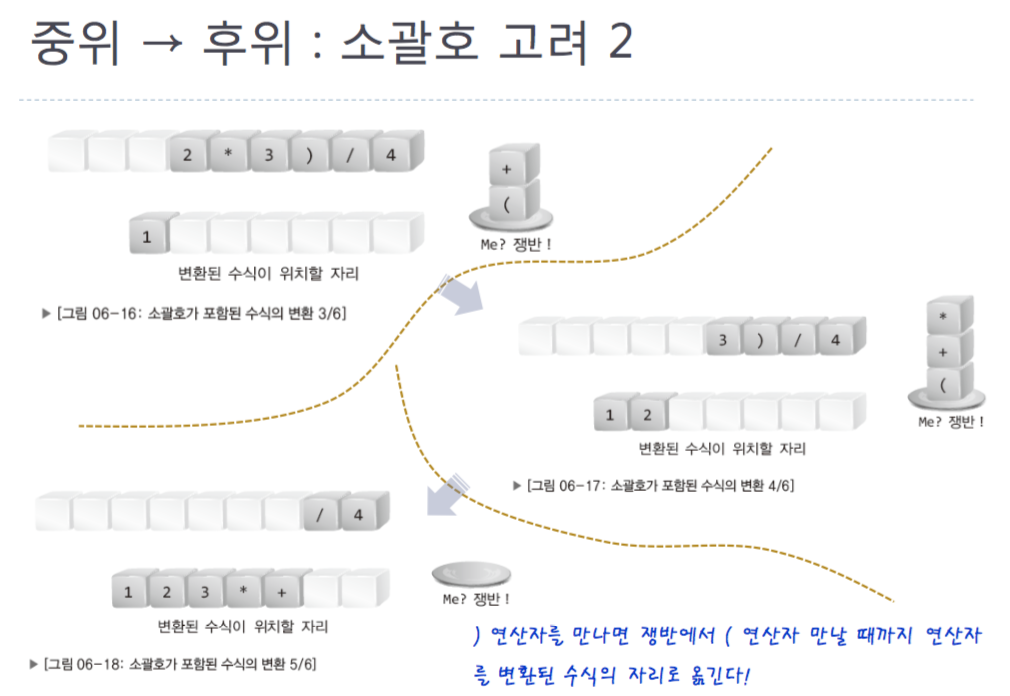 중위 → 후위 : 소괄호 고려 2
2 * 3 ) / 4
+
(
Me? 쟁반 !
1
변환된 수식이 위치할 자리
▶ [그림 06-16: 소괄호가 포함된 수식의 변환 3/6]
3 ) / 4
*
+
(
Me? 쟁반 !
1 2
변환된 수식이 위치할 자리
▶ [그림 06-17: 소괄호가 포함된 수식의 변환 4/6]
/ 4
1 2 3 * +
Me? 쟁반 !
변환된 수식이 위치할 자리
▶ [그림 06-18: 소괄호가 포함된 수식의 변환 5/6]
) 연산자를 만나면 쟁반에서 ( 연산자 만날 때까지 연산자
를 변환된 수식의 자리로 옮긴다!